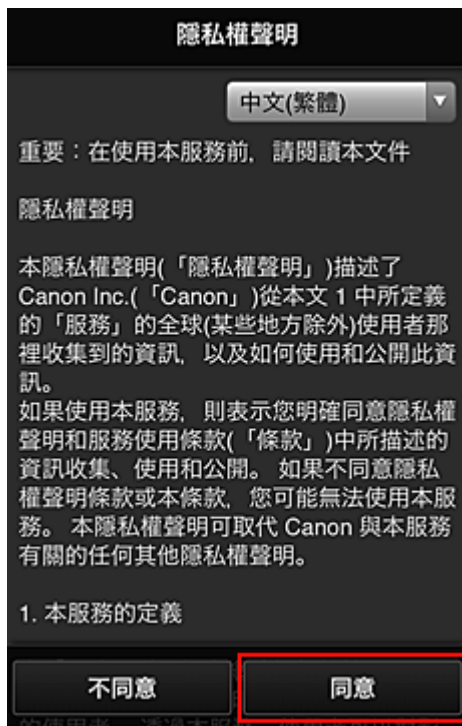 隱私權聲明
中文(繁體)
重要：在使用本服務前，請閱讀本文件
隱私權聲明
本隱私權聲明(「隱私權聲明」)描述了
Canon Inc.(「Canon」)從本文 1 中所定義
的「服務」的全球(某些地方除外)使用者那
裡收集到的資訊，以及如何使用和公開此資
訊。
如果使用本服務，則表示您明確同意隱私權
聲明和服務使用條款(「條款」)中所描述的
資訊收集、使用和公開。 如果不同意隱私
權聲明條款或本條款，您可能無法使用本服
務。 本隱私權聲明可取代 Canon 與本服務
有關的任何其他隱私權聲明。
1. 本服務的定義
不同意
同意